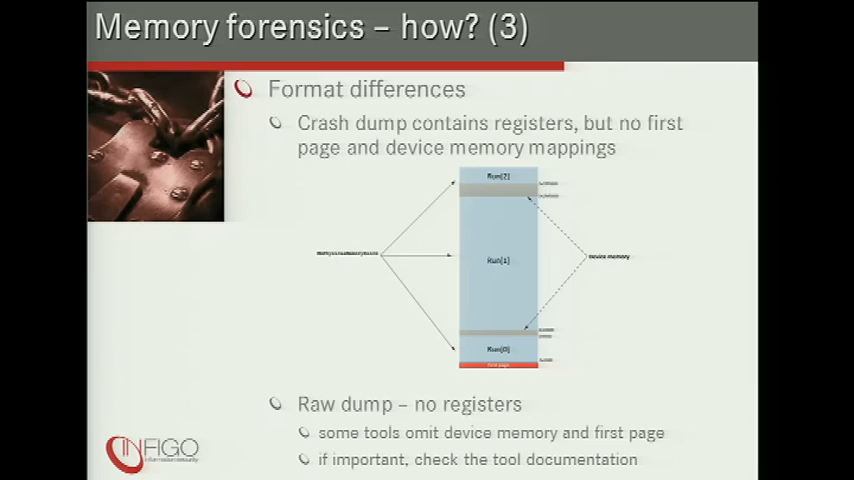 Memory forensics – how? (3)
Format differences
Crash dump contains registers, but no first
page and device memory mappings
Run(2)
Run(1)
Device memory
Run(0)
First page
Raw dump – no registers
some tools omit device memory and first page
if important, check the tool documentation
INFIGO
information security